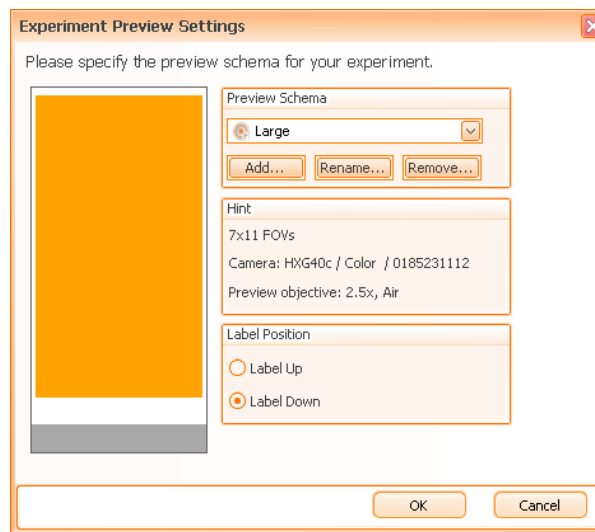 Experiment Preview Settings
Please specify the preview schema for your experiment.
Preview Schema
Large
Add... Rename... Remove...
Hint
7x11 FOVs
Camera: HXG40c / Color / 0185231112
Preview objective: 2.5x, Air
Label Position
Label Up
Label Down
OK Cancel